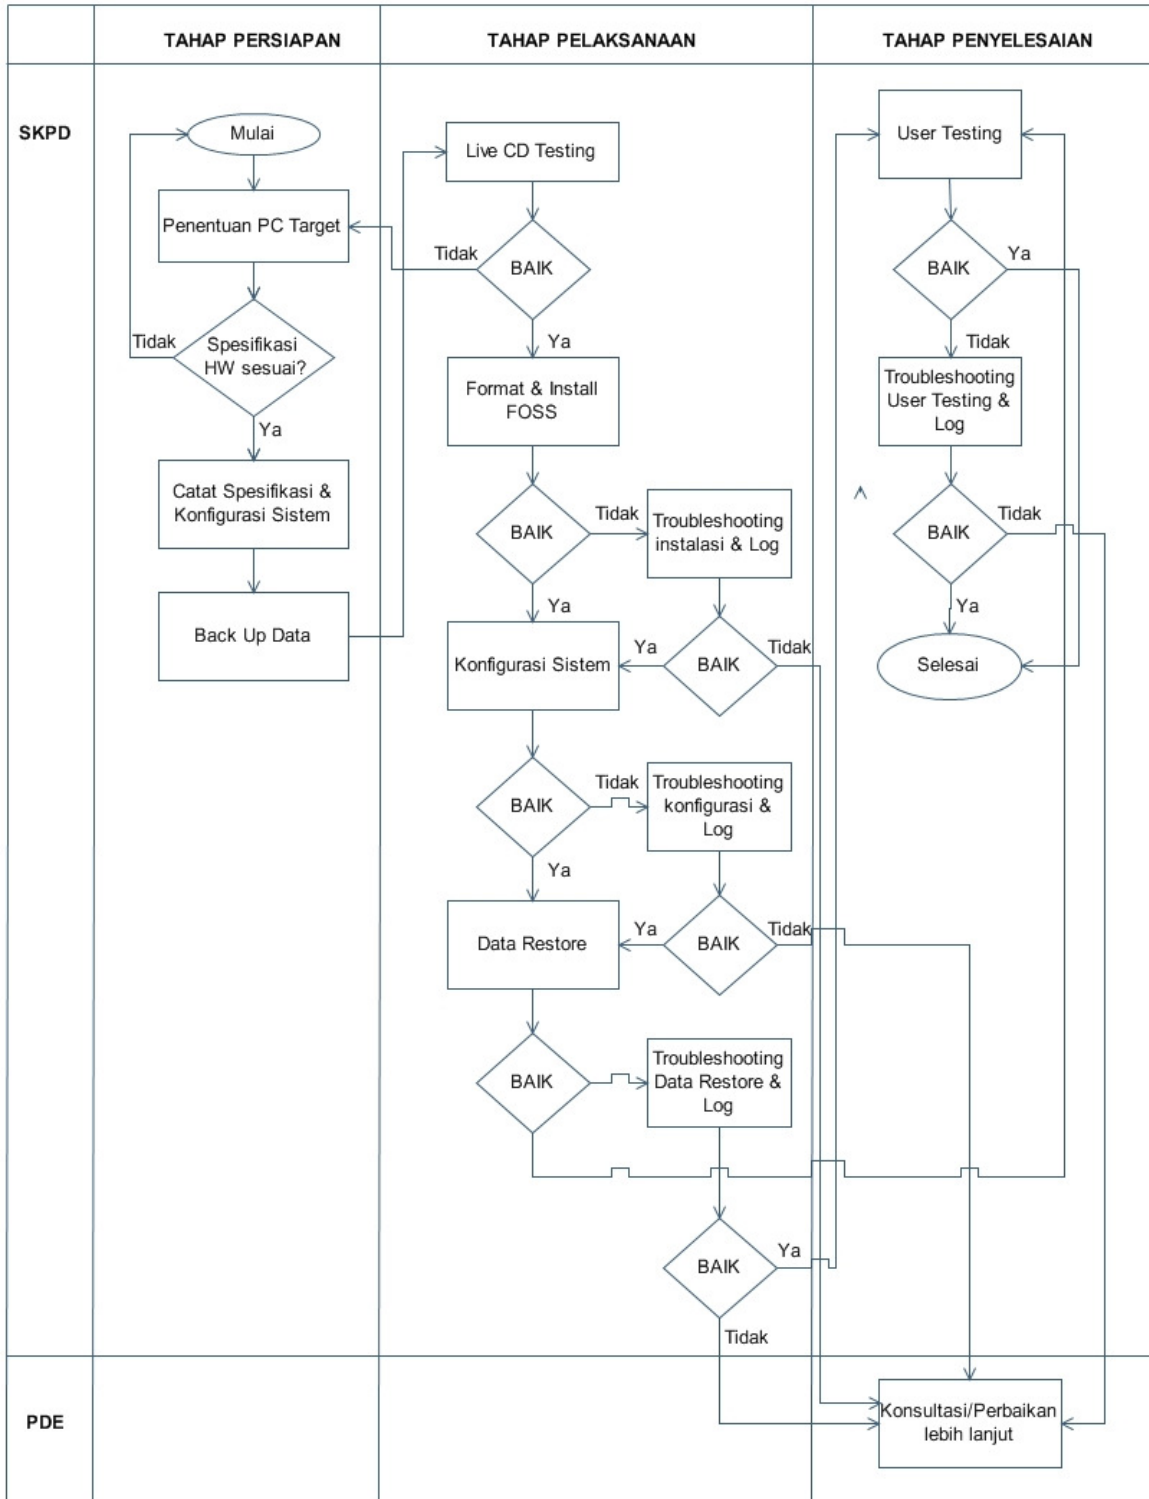 TAHAP PERSIAPAN
TAHAP PELAKSANAAN
TAHAP PENYELESAIAN
SKPD
Mulai
Penentuan PC Target
Tidak
Spesifikasi
HW sesuai?
Ya
Catat Spesifikasi &
Konfigurasi Sistem
Back Up Data
Live CD Testing
Tidak
BAIK
Ya
Format & Install
FOSS
BAIK
Tidak
Troubleshooting
instalasi & Log
Ya
Konfigurasi Sistem
Ya
BAIK
Tidak
BAIK
Tidak
Troubleshooting
konfigurasi &
Log
Ya
Data Restore
Ya
BAIK
Tidak
BAIK
Troubleshooting
Data Restore &
Log
BAIK
Ya
Tidak
User Testing
BAIK
Ya
Tidak
Troubleshooting
User Testing &
Log
BAIK
Tidak
Ya
Selesai
PDE
Konsultasi/Perbaikan
lebih lanjut